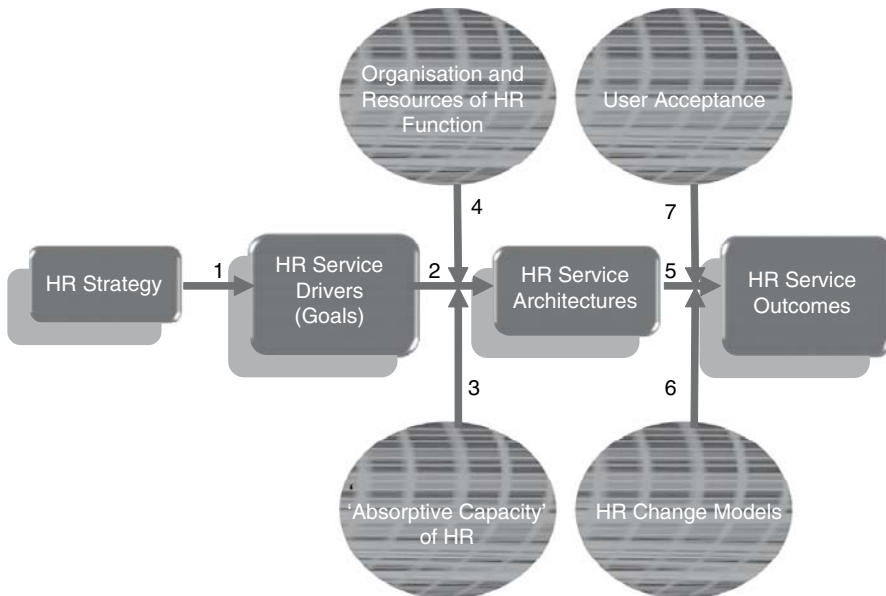 Organisation and
Resources of HR
Function
User Acceptance
4
7
HR Strategy
1
HR Service
Drivers
(Goals)
2
HR Service
Architectures
5
HR Service
Outcomes
3
6
‘Absorptive Capacity’
of HR
HR Change Models